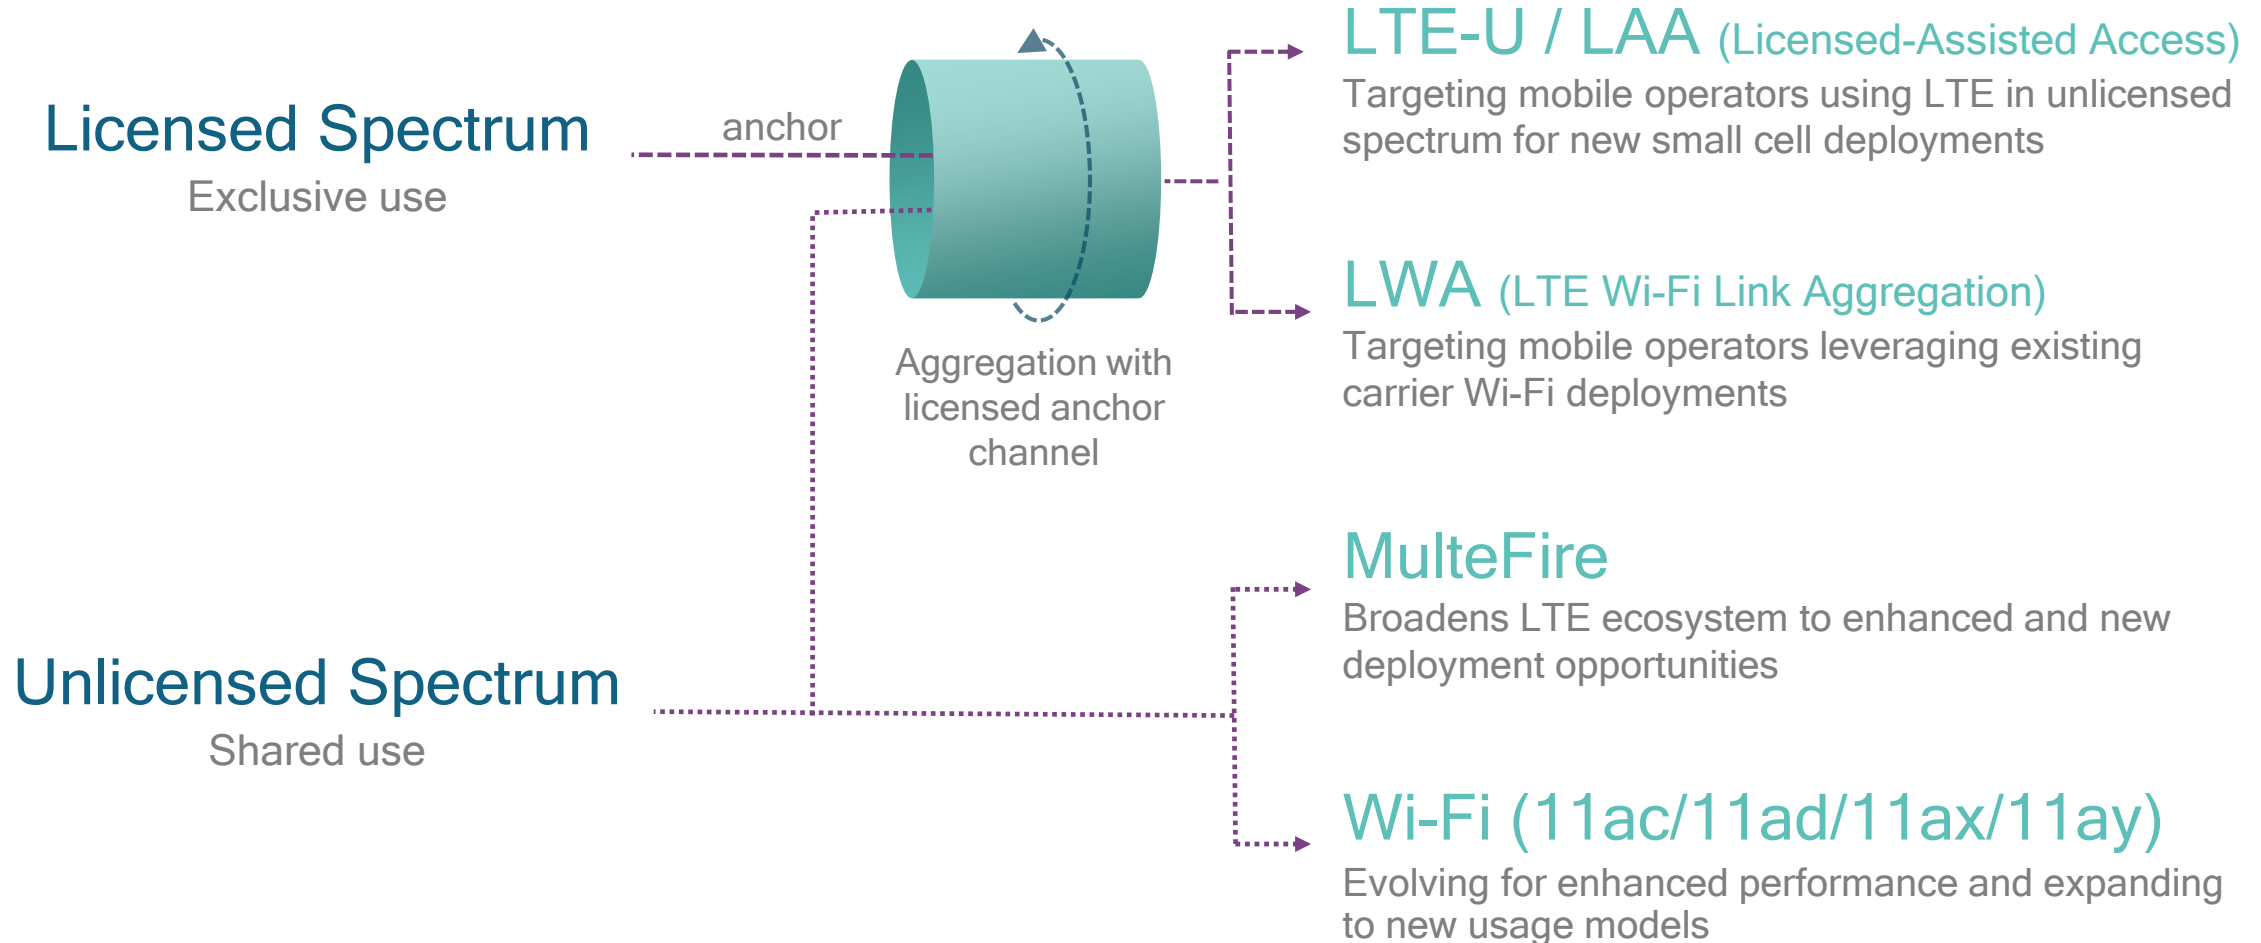 Licensed Spectrum
Exclusive use
anchor
Aggregation with
licensed anchor
channel
Unlicensed Spectrum
Shared use
LTE-U / LAA (Licensed-Assisted Access)
Targeting mobile operators using LTE in unlicensed
spectrum for new small cell deployments
LWA (LTE Wi-Fi Link Aggregation)
Targeting mobile operators leveraging existing
carrier Wi-Fi deployments
MulteFire
Broadens LTE ecosystem to enhanced and new
deployment opportunities
Wi-Fi (11ac/11ad/11ax/11ay)
Evolving for enhanced performance and expanding
to new usage models